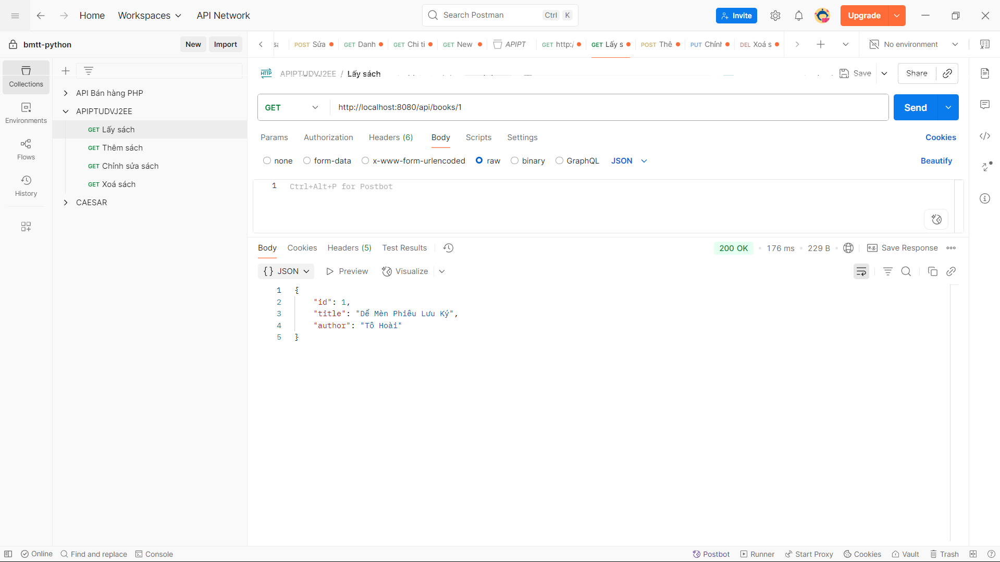 Home Workspaces API Network Search Postman Ctrl K Invite Upgrade
bmtt-python New Import
POST Sửa GET Danh GET Chi ti GET New APIPT GET http:/ GET Lấy s POST Thê PUT Chỉnh DEL Xoá s No environment
Collections
Environments
Flows
History
API Bán hàng PHP
APIPTUDVJ2EE
GET Lấy sách
GET Thêm sách
GET Chỉnh sửa sách
GET Xoá sách
CAESAR
HTTP APIPTUDVJ2EE / Lấy sách Save Share
GET http://localhost:8080/api/books/1 Send
Params Authorization Headers (6) Body Scripts Settings Cookies
none form-data x-www-form-urlencoded raw binary GraphQL JSON Beautify
1 Ctrl+Alt+P for Postbot
Body Cookies Headers (5) Test Results 200 OK • 176 ms • 229 B • e.g. Save Response
{} JSON Preview Visualize
1 {
2 "id": 1,
3 "title": "Dế Mèn Phiêu Lưu Ký",
4 "author": "Tô Hoài"
5 }
Online Find and replace Console Postbot Runner Start Proxy Cookies Vault Trash